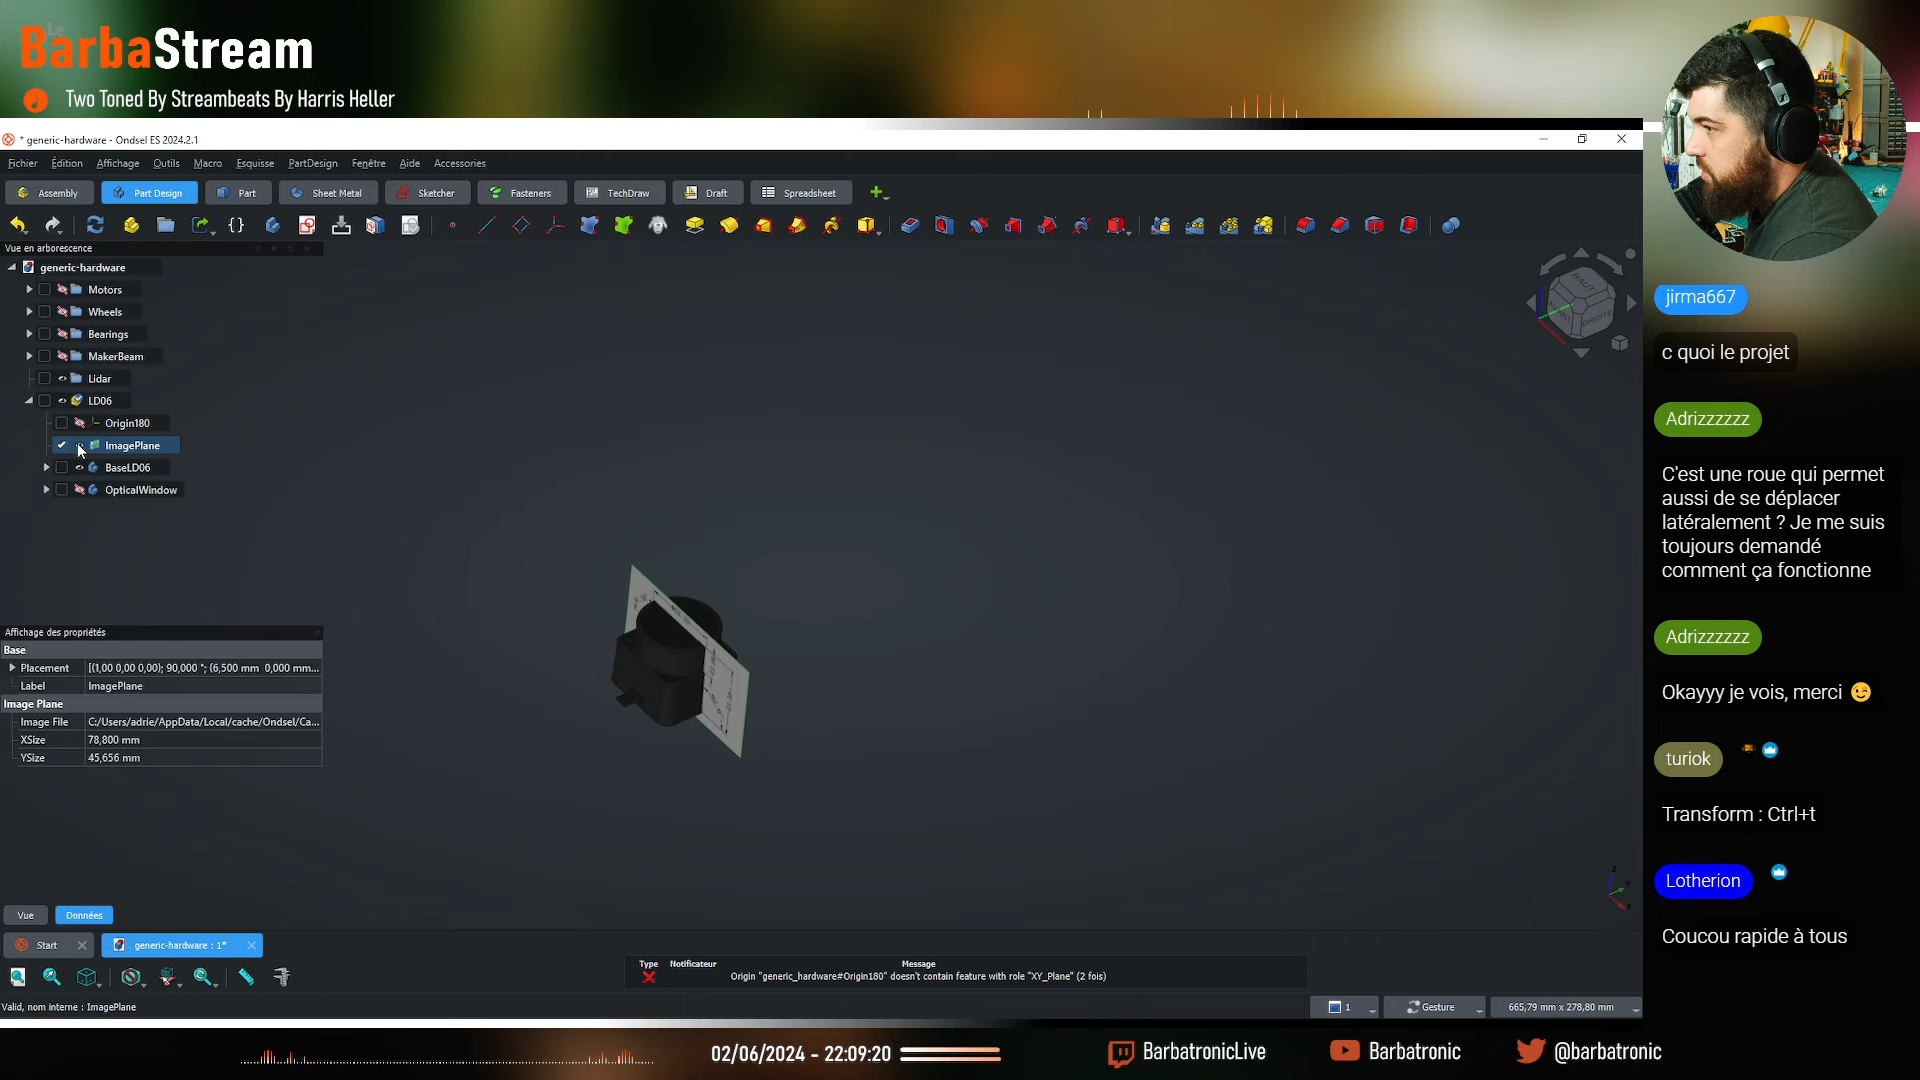 Le
BarbaStream
Two Toned By Streambeats By Harris Heller
* generic-hardware - Ondsel ES 2024.2.1
Fichier Édition Affichage Outils Macro Esquisse PartDesign Fenêtre Aide Accessories
Assembly Part Design Part Sheet Metal Sketcher Fasteners TechDraw Draft Spreadsheet
Vue en arborescence
generic-hardware
Motors
Wheels
Bearings
MakerBeam
Lidar
LD06
Origin180
ImagePlane
BaseLD06
OpticalWindow
HAUT
DROITE
Affichage des propriétés
Base
Placement [(1,00 0,00 0,00); 90,000 °; (6,500 mm 0,000 mm...
Label ImagePlane
Image Plane
Image File C:/Users/adrie/AppData/Local/cache/Ondsel/Ca...
XSize 78,800 mm
YSize 45,656 mm
Vue Données
Start generic-hardware : 1*
Type Notificateur Message
Origin "generic_hardware#Origin180" doesn't contain feature with role "XY_Plane" (2 fois)
Valid, nom interne : ImagePlane
1 Gesture 665,79 mm x 278,80 mm
Z
Y
X
jirma667
c quoi le projet
Adrizzzzzz
C'est une roue qui permet
aussi de se déplacer
latéralement ? Je me suis
toujours demandé
comment ça fonctionne
Adrizzzzzz
Okayyy je vois, merci 😉
turiok
Transform : Ctrl+t
Lotherion
Coucou rapide à tous
02/06/2024 - 22:09:20
BarbatronicLive
Barbatronic
@barbatronic